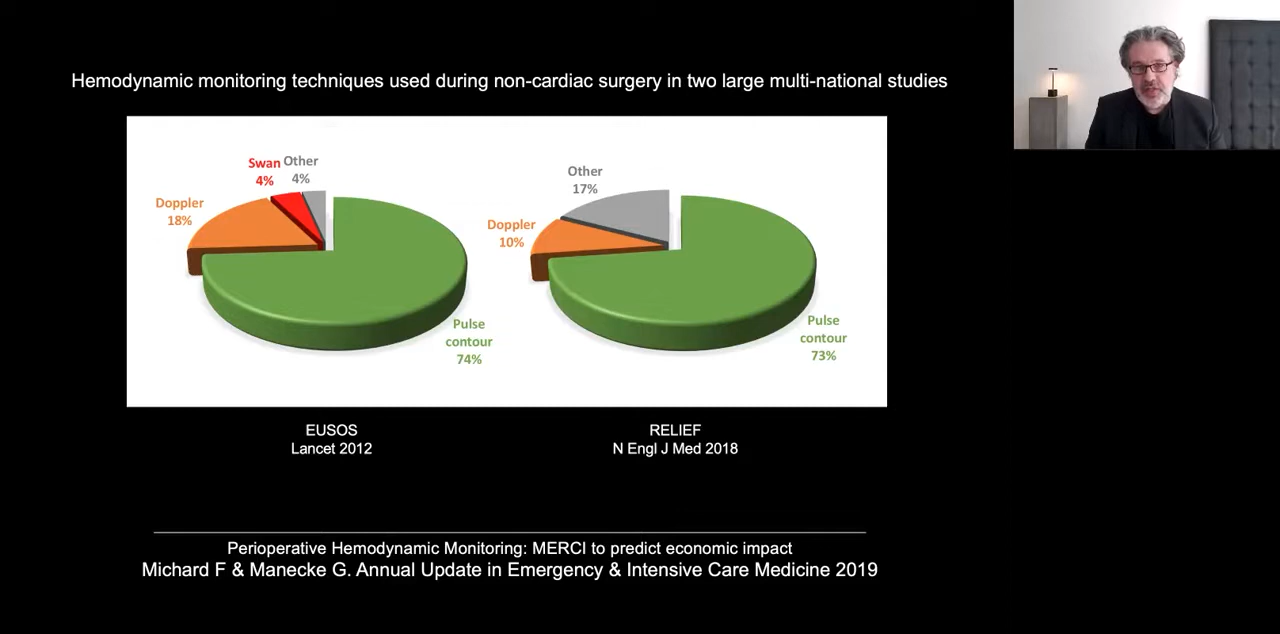 Hemodynamic monitoring techniques used during non-cardiac surgery in two large multi-national studies
Swan
4%
Other
4%
Doppler
18%
Pulse
contour
74%
Other
17%
Doppler
10%
Pulse
contour
73%
EUSOS
Lancet 2012
RELIEF
N Engl J Med 2018
Perioperative Hemodynamic Monitoring: MERCI to predict economic impact
Michard F & Manecke G. Annual Update in Emergency & Intensive Care Medicine 2019